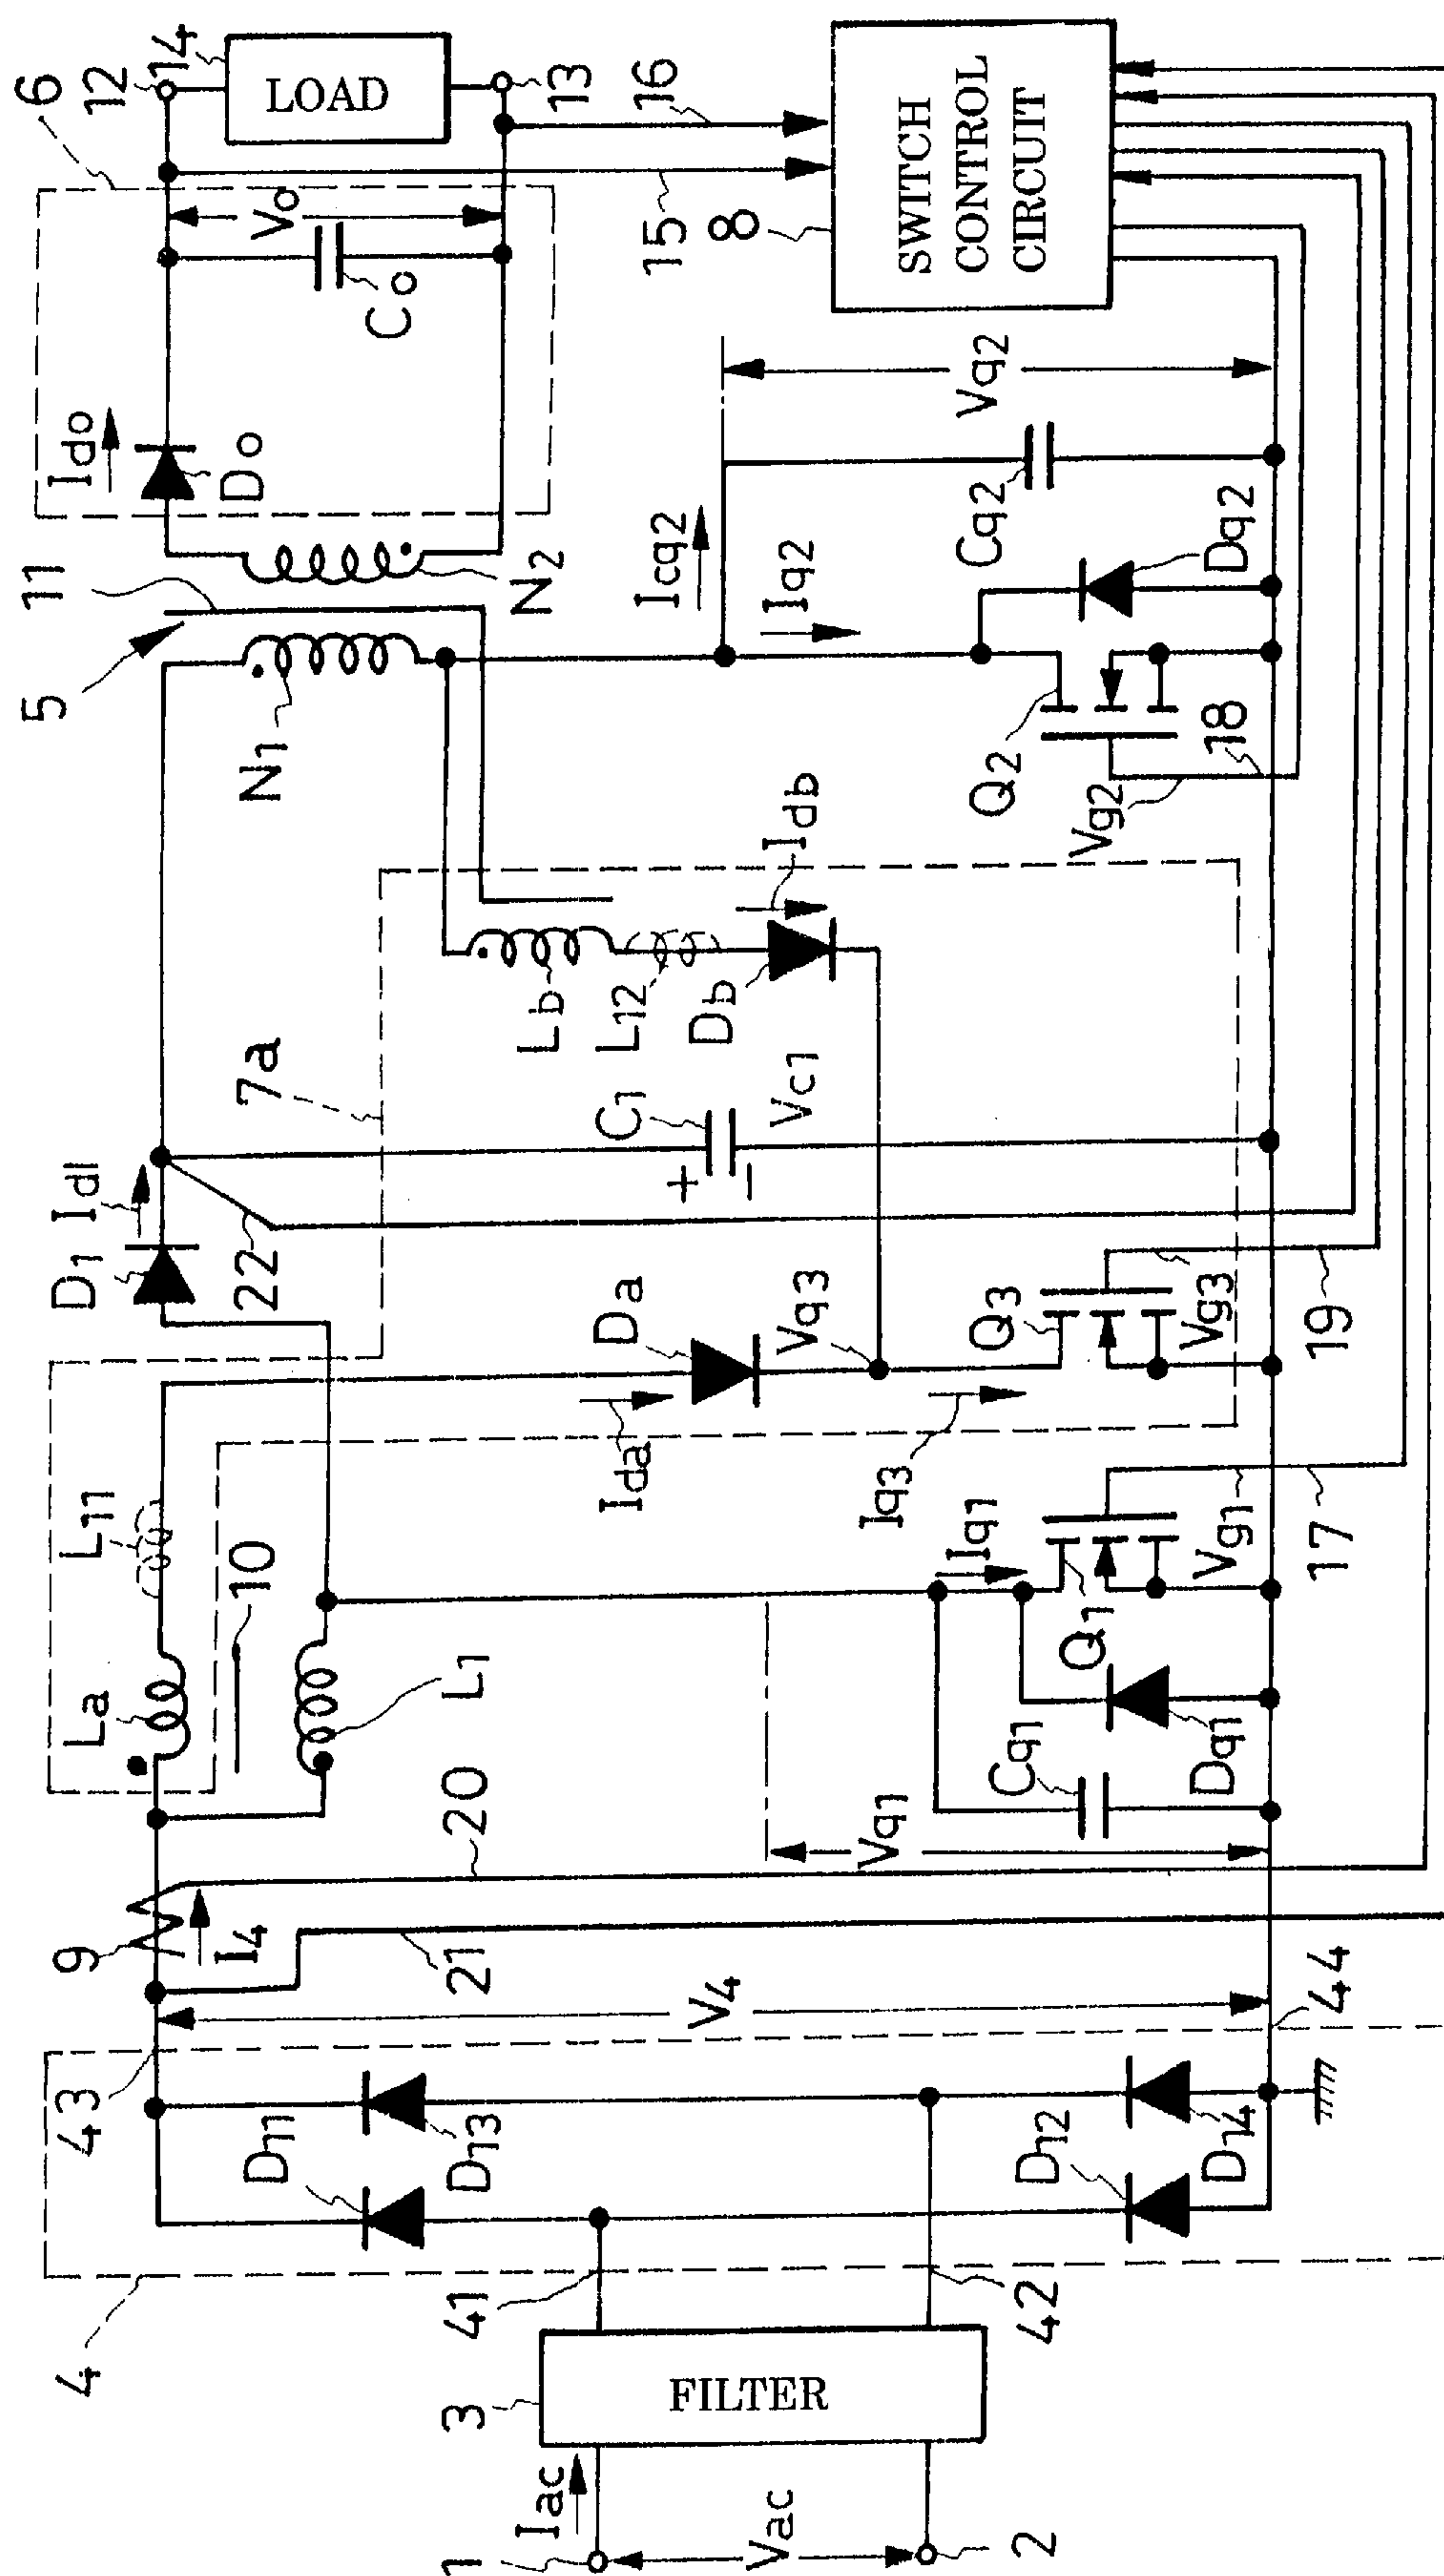 1
2
Iac
Vac
3
FILTER
41
42
4
D11
D13
D12
D14
43
44
V4
9
I4
20
21
La
L11
10
L1
Vq1
Cq1
Dq1
Q1
Iq1
Vg1
17
D1
Id1
22
7a
Da
Ida
Vq3
Iq3
Q3
Vg3
19
C1
+
−
Vc1
Lb
L12
Db
Idb
5
11
N1
N2
Icq2
Iq2
Q2
Vg2
18
Cq2
Dq2
Vq2
Ido
Do
6
Vo
Co
12
14
LOAD
13
15
16
8
SWITCH
CONTROL
CIRCUIT